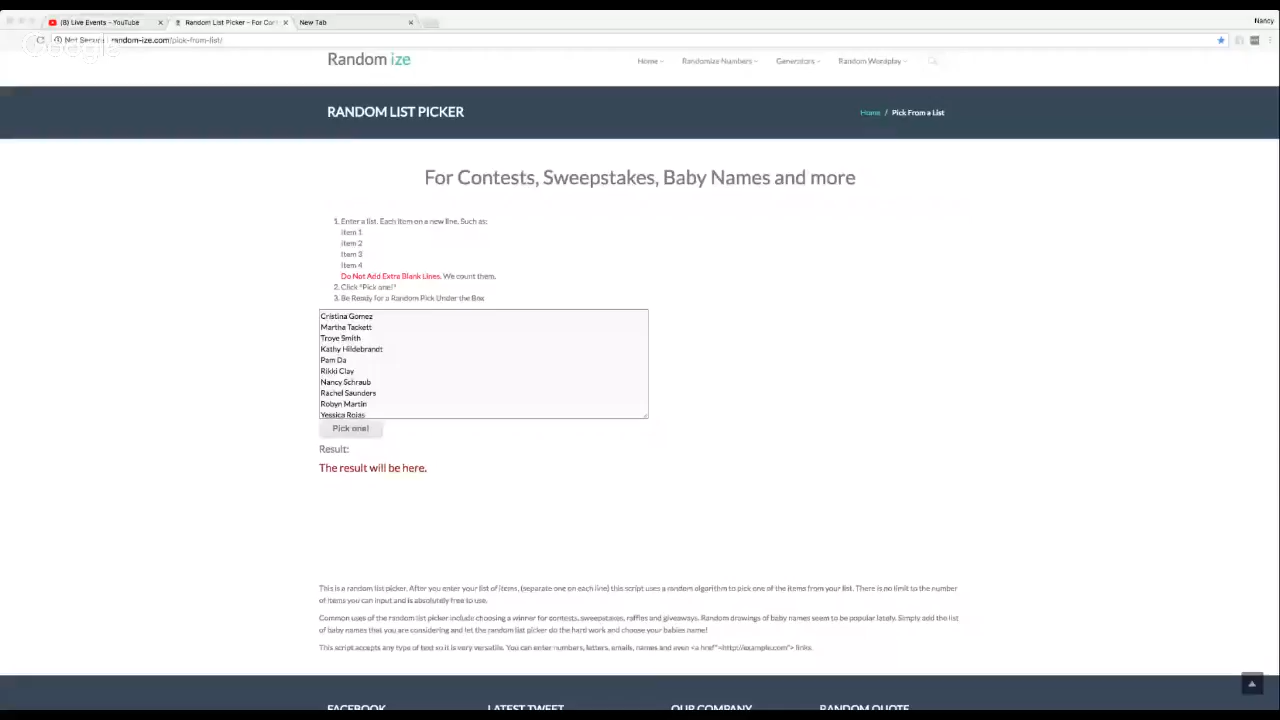 (8) Live Events - YouTube
Random List Picker - For Con
New Tab
Nancy
Not Secure
random-ize.com/pick-from-list/
Random ize
Home
Randomize Numbers
Generators
Random Wordplay
RANDOM LIST PICKER
Home / Pick From a List
For Contests, Sweepstakes, Baby Names and more
1. Enter a list. Each item on a new line. Such as:
item 1
item 2
item 3
item 4
Do Not Add Extra Blank Lines. We count them.
2. Click "Pick one!"
3. Be Ready for a Random Pick Under the Box
Cristina Gomez
Martha Tackett
Troye Smith
Kathy Hildebrandt
Pam Da
Rikki Clay
Nancy Schraub
Rachel Saunders
Robyn Martin
Yessica Rojas
Pick one!
Result:
The result will be here.
This is a random list picker. After you enter your list of items, (separate one on each line) this script uses a random algorithm to pick one of the items from your list. There is no limit to the number
of items you can input and is absolutely free to use.
Common uses of the random list picker include choosing a winner for contests, sweepstakes, raffles and giveaways. Random drawings of baby names seem to be popular lately. Simply add the list
of baby names that you are considering and let the random list picker do the hard work and choose your babies name!
This script accepts any type of text so it is very versatile. You can enter numbers, letters, emails, names and even <a href"=http://example.com"> links.
FACEBOOK
LATEST TWEET
OUR COMPANY
RANDOM QUOTE